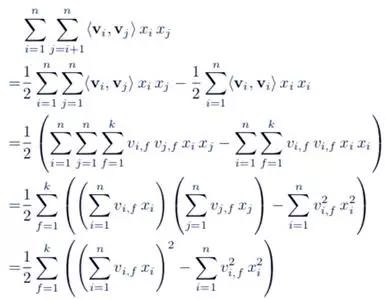 \sum_{i=1}^{n} \sum_{j=i+1}^{n} \langle \mathbf{v}_i, \mathbf{v}_j \rangle x_i x_j
= \frac{1}{2} \sum_{i=1}^{n} \sum_{j=1}^{n} \langle \mathbf{v}_i, \mathbf{v}_j \rangle x_i x_j - \frac{1}{2} \sum_{i=1}^{n} \langle \mathbf{v}_i, \mathbf{v}_i \rangle x_i x_i
= \frac{1}{2} \left( \sum_{i=1}^{n} \sum_{j=1}^{n} \sum_{f=1}^{k} v_{i,f} v_{j,f} x_i x_j - \sum_{i=1}^{n} \sum_{f=1}^{k} v_{i,f} v_{i,f} x_i x_i \right)
= \frac{1}{2} \sum_{f=1}^{k} \left( \left( \sum_{i=1}^{n} v_{i,f} x_i \right) \left( \sum_{j=1}^{n} v_{j,f} x_j \right) - \sum_{i=1}^{n} v_{i,f}^2 x_i^2 \right)
= \frac{1}{2} \sum_{f=1}^{k} \left( \left( \sum_{i=1}^{n} v_{i,f} x_i \right)^2 - \sum_{i=1}^{n} v_{i,f}^2 x_i^2 \right)